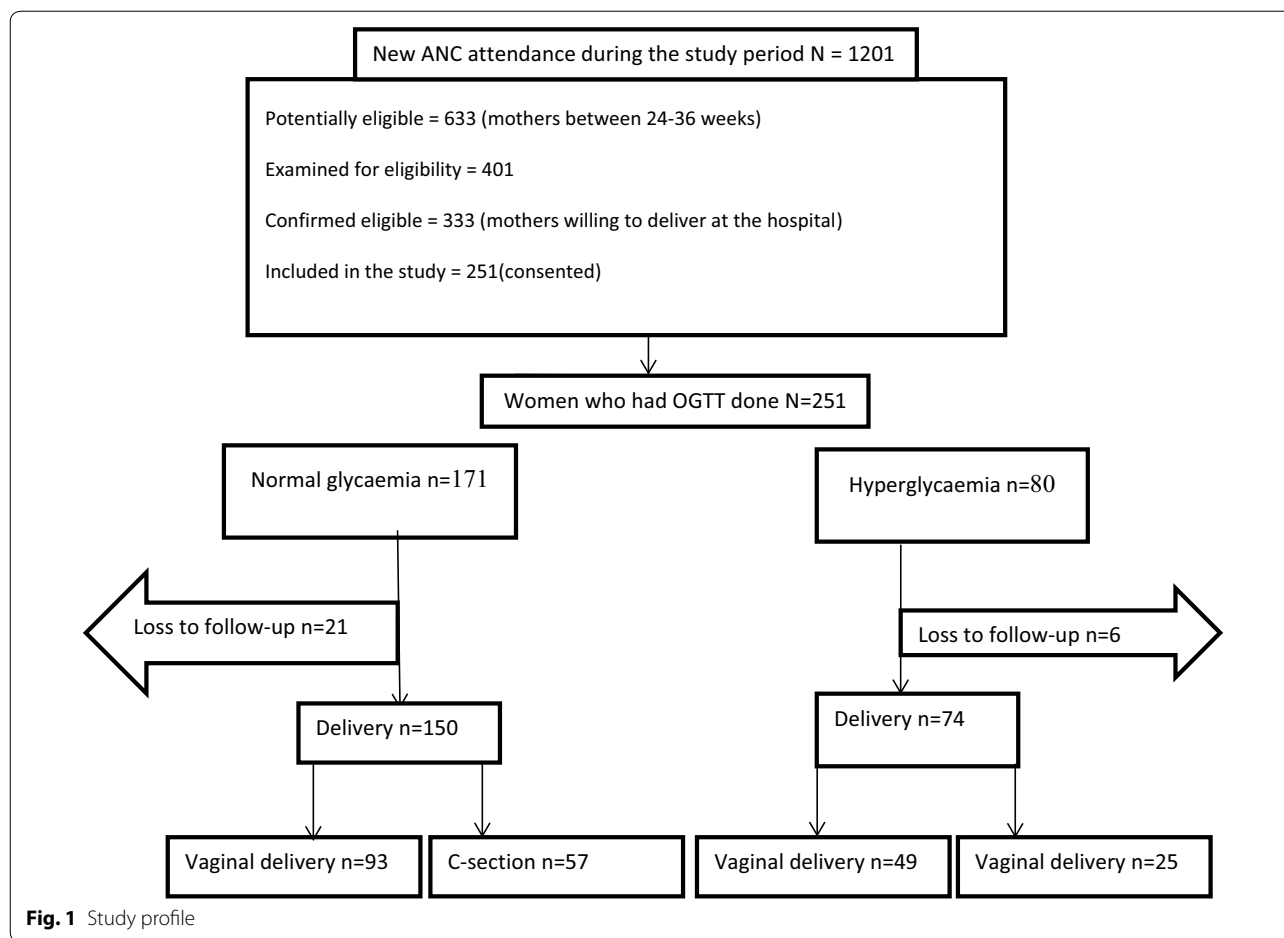 New ANC attendance during the study period N = 1201
Potentially eligible = 633 (mothers between 24-36 weeks)
Examined for eligibility = 401
Confirmed eligible = 333 (mothers willing to deliver at the hospital)
Included in the study = 251(consented)
Women who had OGTT done N=251
Normal glycaemia n=171
Hyperglycaemia n=80
Loss to follow-up n=21
Loss to follow-up n=6
Delivery n=150
Delivery n=74
Vaginal delivery n=93
C-section n=57
Vaginal delivery n=49
Vaginal delivery n=25
Fig. 1 Study profile